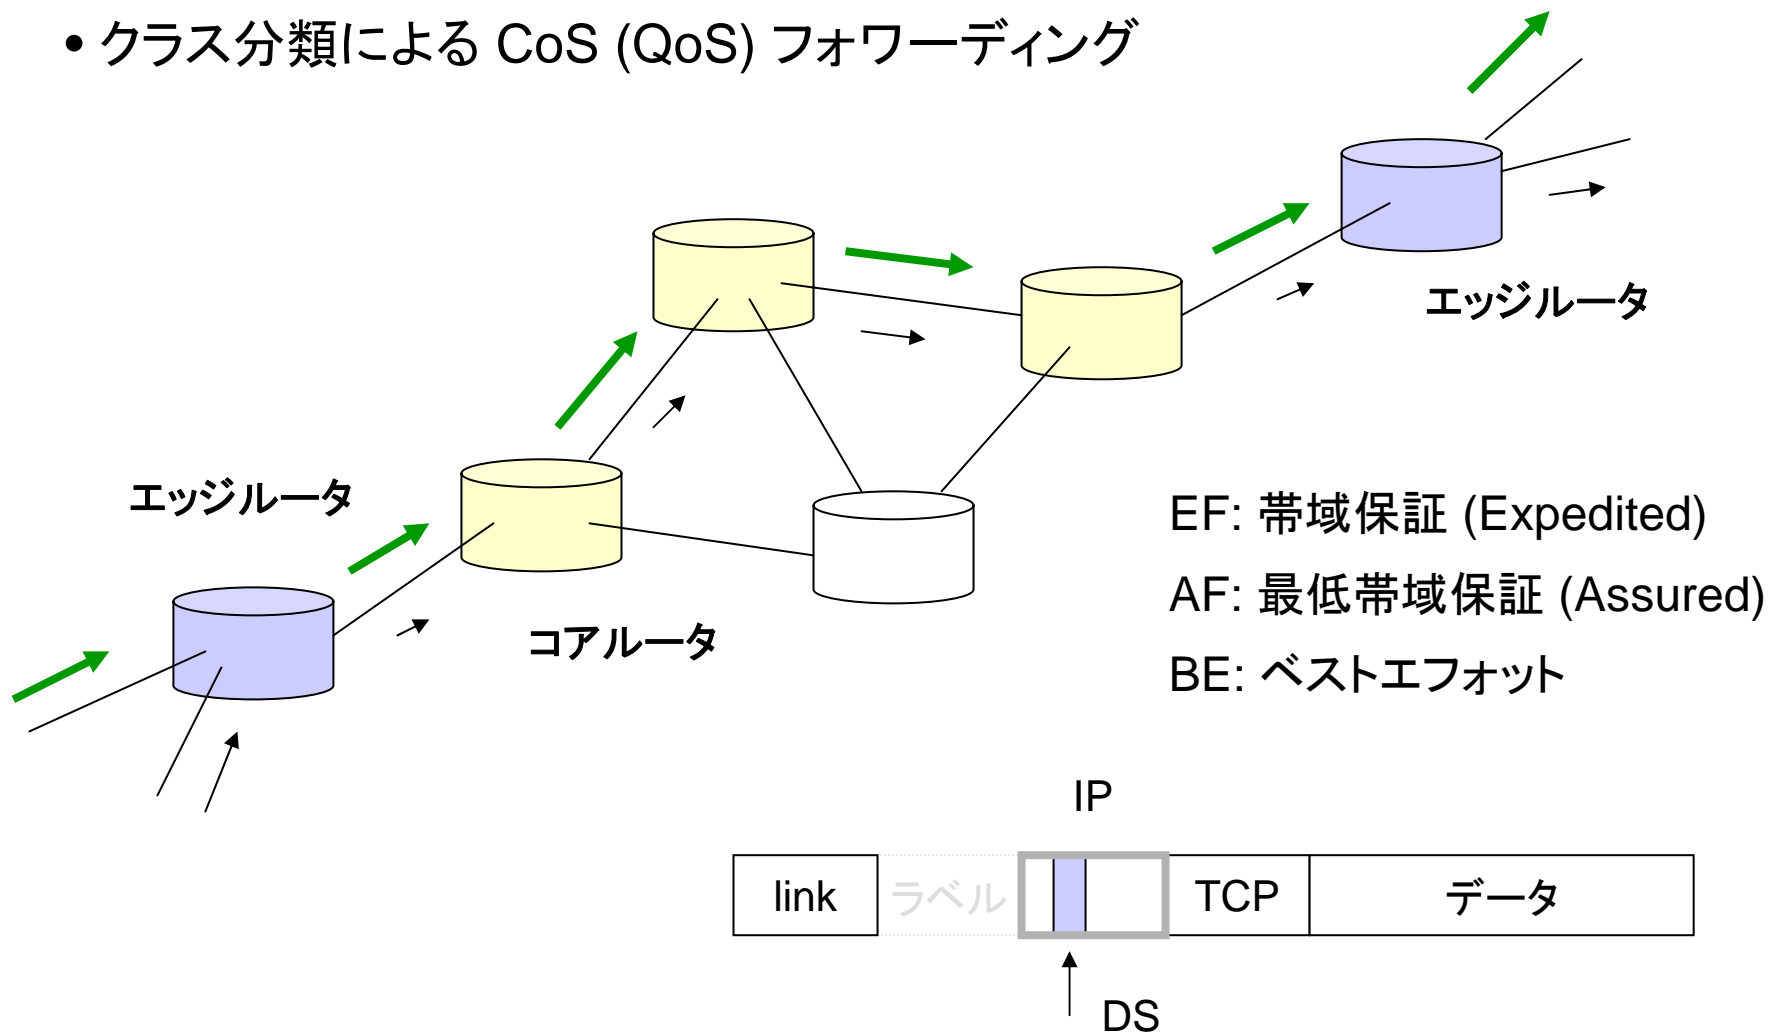 • クラス分類による CoS (QoS) フォワーディング
エッジルータ
エッジルータ
コアルータ
EF: 帯域保証 (Expedited)
AF: 最低帯域保証 (Assured)
BE: ベストエフォット
IP
link ラベル TCP データ
DS